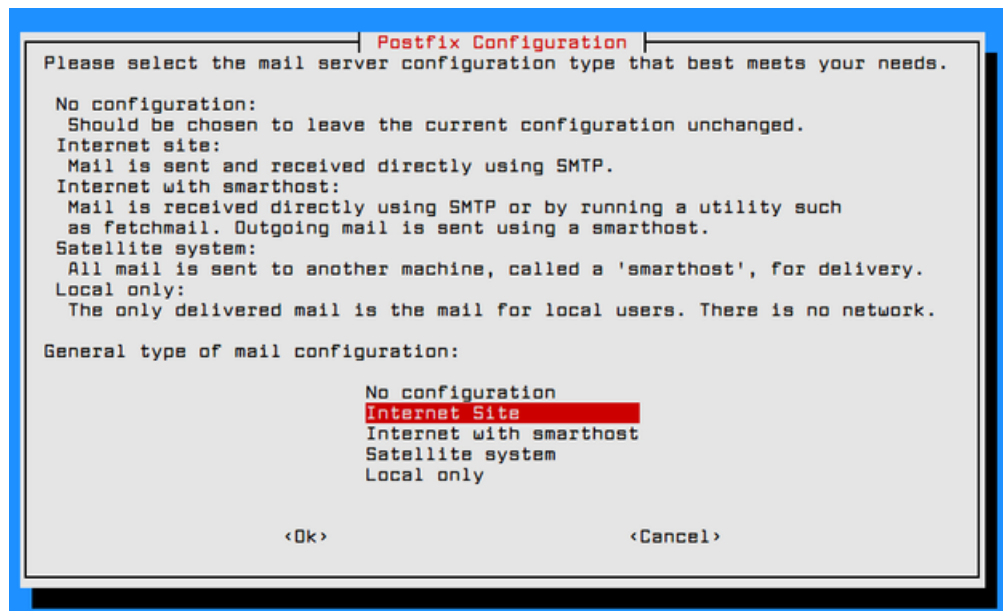 Postfix Configuration
Please select the mail server configuration type that best meets your needs.
No configuration:
Should be chosen to leave the current configuration unchanged.
Internet site:
Mail is sent and received directly using SMTP.
Internet with smarthost:
Mail is received directly using SMTP or by running a utility such
as fetchmail. Outgoing mail is sent using a smarthost.
Satellite system:
All mail is sent to another machine, called a 'smarthost', for delivery.
Local only:
The only delivered mail is the mail for local users. There is no network.
General type of mail configuration:
No configuration
Internet Site
Internet with smarthost
Satellite system
Local only
<Ok> <Cancel>